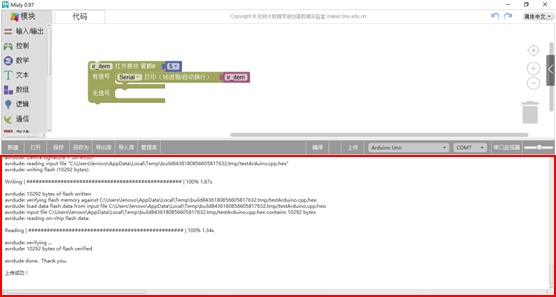 Mixly 0.97
模块
代码
Copyright © 北师大教育学部创客教育实验室 maker.bnu.edu.cn
简体中文
输入/输出
控制
数学
文本
数组
逻辑
通信
ir_item 红外接收 管脚# 6
有信号 Serial 打印（16进制/自动换行） ir_item
无信号
新建 打开 保存 另存为 导出库 导入库 管理库 编译 上传 Arduino Uno COM7 串口监视器
avrdude: reading input file "C:\Users\lenovo\AppData\Local\Temp\build8436180856605817632.tmp/testArduino.cpp.hex"
avrdude: writing flash (10292 bytes):
Writing | ################################################## | 100% 1.67s
avrdude: 10292 bytes of flash written
avrdude: verifying flash memory against C:\Users\lenovo\AppData\Local\Temp\build8436180856605817632.tmp/testArduino.cpp.hex:
avrdude: load data flash data from input file C:\Users\lenovo\AppData\Local\Temp\build8436180856605817632.tmp/testArduino.cpp.hex:
avrdude: input file C:\Users\lenovo\AppData\Local\Temp\build8436180856605817632.tmp/testArduino.cpp.hex contains 10292 bytes
avrdude: reading on-chip flash data:
Reading | ################################################## | 100% 1.34s
avrdude: verifying ...
avrdude: 10292 bytes of flash verified
avrdude done. Thank you.
上传成功！